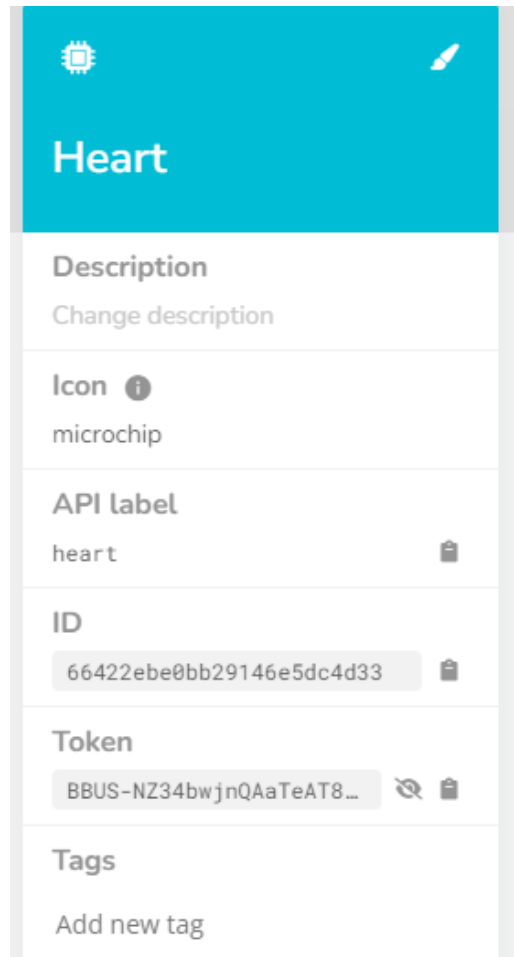 Heart
Description
Change description
Icon
microchip
API label
heart
ID
66422ebe0bb29146e5dc4d33
Token
BBUS-NZ34bwjnQAaTeAT8…
Tags
Add new tag